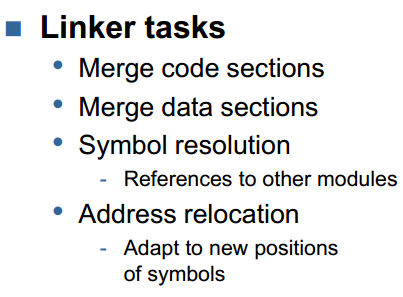 Linker tasks
Merge code sections
Merge data sections
Symbol resolution
- References to other modules
Address relocation
- Adapt to new positions
of symbols